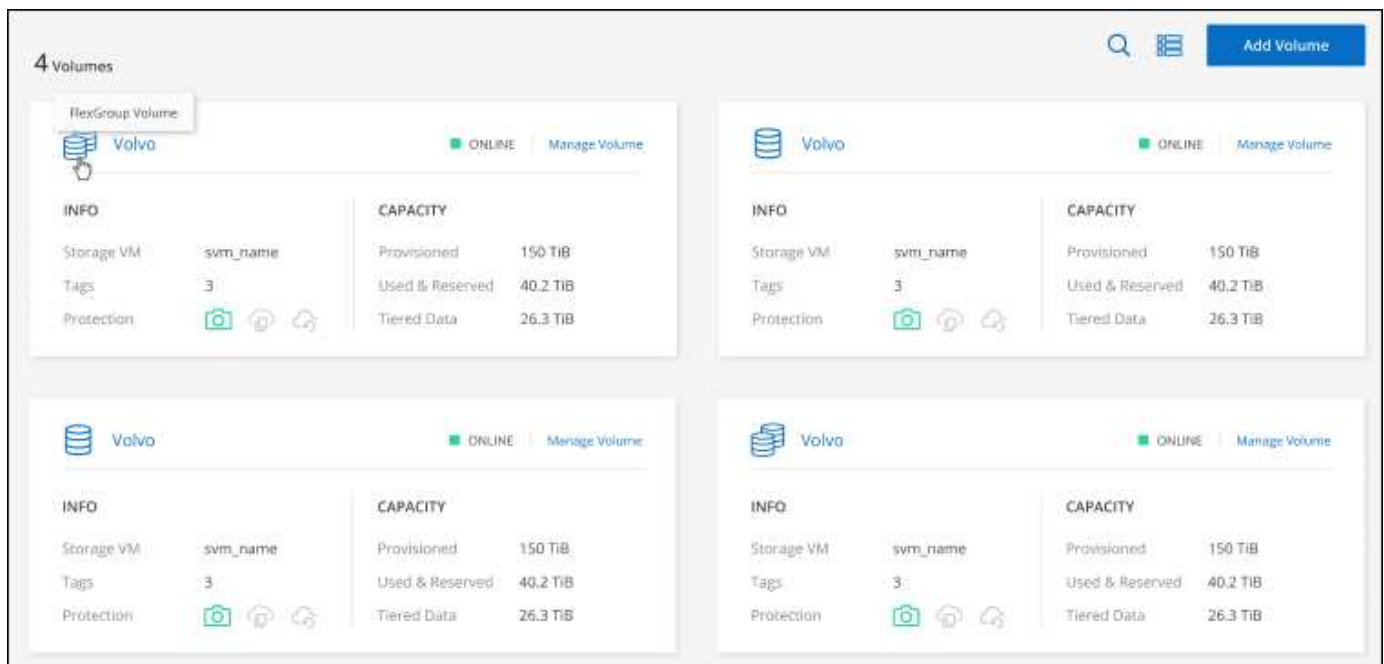 4 Volumes
Add Volume
FlexGroup Volume
Volvo
ONLINE
Manage Volume
INFO
CAPACITY
Storage VM svm_name
Provisioned 150 TiB
Tags 3
Used & Reserved 40.2 TiB
Protection
Tiered Data 26.3 TiB
Volvo
ONLINE
Manage Volume
INFO
CAPACITY
Storage VM svm_name
Provisioned 150 TiB
Tags 3
Used & Reserved 40.2 TiB
Protection
Tiered Data 26.3 TiB
Volvo
ONLINE
Manage Volume
INFO
CAPACITY
Storage VM svm_name
Provisioned 150 TiB
Tags 3
Used & Reserved 40.2 TiB
Protection
Tiered Data 26.3 TiB
Volvo
ONLINE
Manage Volume
INFO
CAPACITY
Storage VM svm_name
Provisioned 150 TiB
Tags 3
Used & Reserved 40.2 TiB
Protection
Tiered Data 26.3 TiB